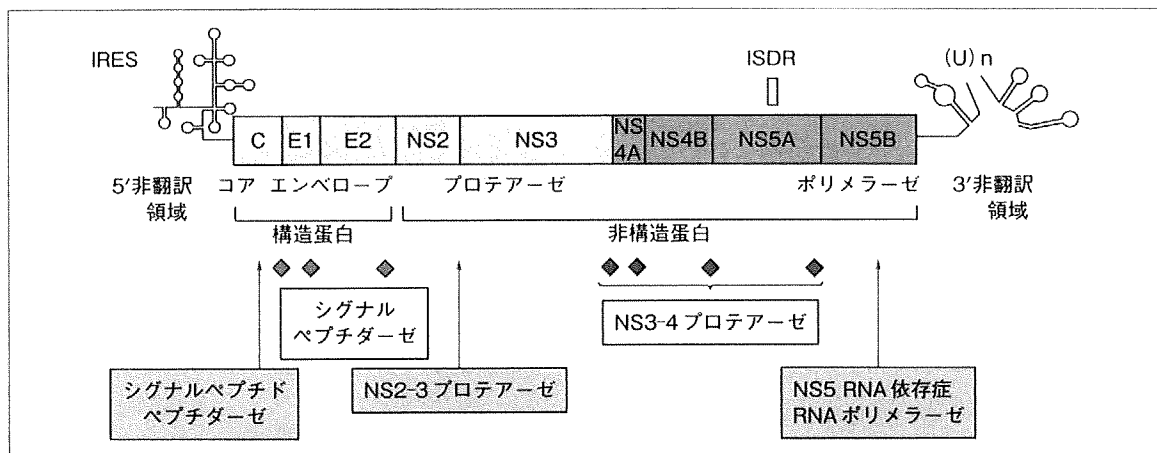 IRES
ISDR
(U) n
C
E1
E2
NS2
NS3
NS
4A
NS4B
NS5A
NS5B
5′非翻訳
領域
コア
エンベロープ
プロテアーゼ
ポリメラーゼ
3′非翻訳
領域
構造蛋白
非構造蛋白
シグナル
ペプチダーゼ
NS3-4 プロテアーゼ
シグナルペプチド
ペプチダーゼ
NS2-3 プロテアーゼ
NS5 RNA 依存症
RNA ポリメラーゼ